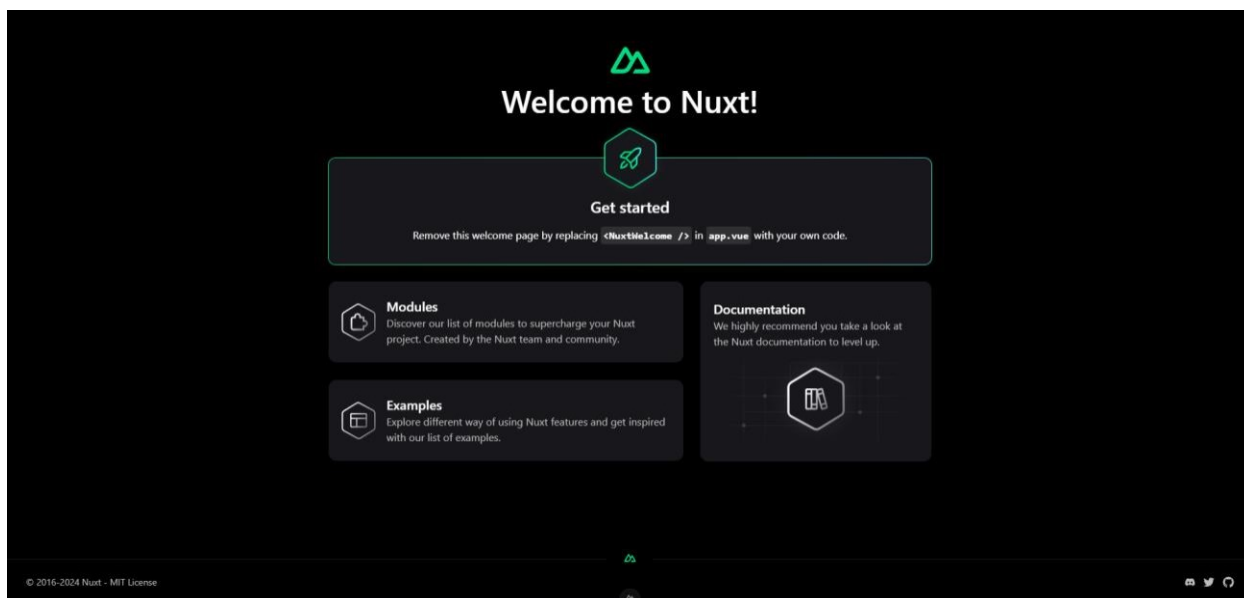 Welcome to Nuxt!
Get started
Remove this welcome page by replacing <NuxtWelcome /> in app.vue with your own code.
Modules
Discover our list of modules to supercharge your Nuxt
project. Created by the Nuxt team and community.
Documentation
We highly recommend you take a look at
the Nuxt documentation to level up.
Examples
Explore different way of using Nuxt features and get inspired
with our list of examples.
© 2016-2024 Nuxt - MIT License